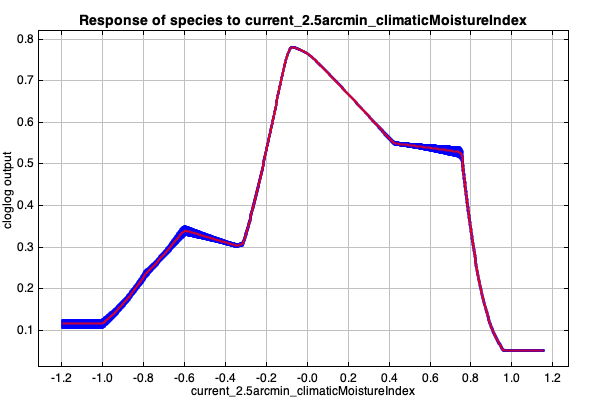 Response of species to current_2.5arcmin_climaticMoistureIndex
cloglog output
0.8
0.7
0.6
0.5
0.4
0.3
0.2
0.1
-1.2 -1.0 -0.8 -0.6 -0.4 -0.2 -0.0 0.2 0.4 0.6 0.8 1.0 1.2
current_2.5arcmin_climaticMoistureIndex